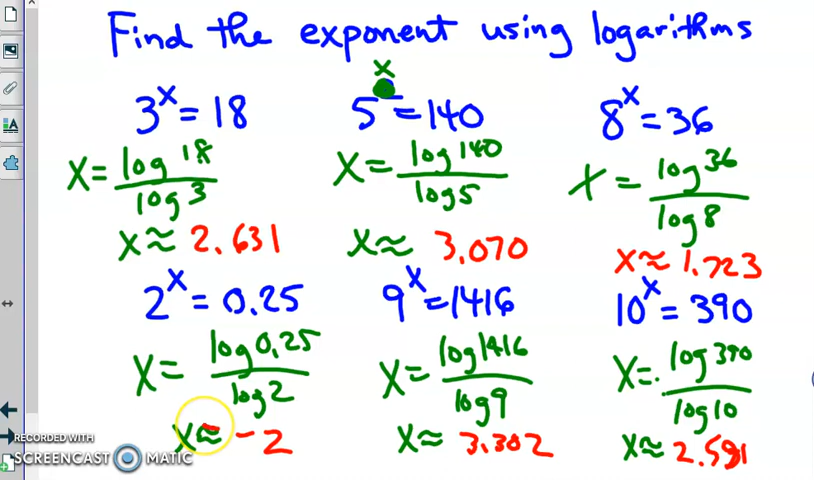 Find the exponent using logarithms
3^x = 18
5^x = 140
8^x = 36
x = log 18 / log 3
x = log 140 / log 5
x = log 36 / log 8
x ≈ 2.631
x ≈ 3.070
x ≈ 1.723
2^x = 0.25
9^x = 1416
10^x = 390
x = log 0.25 / log 2
x = log 1416 / log 9
x = log 390 / log 10
x ≈ -2
x ≈ 3.302
x ≈ 2.591
RECORDED WITH
SCREENCAST MATIC